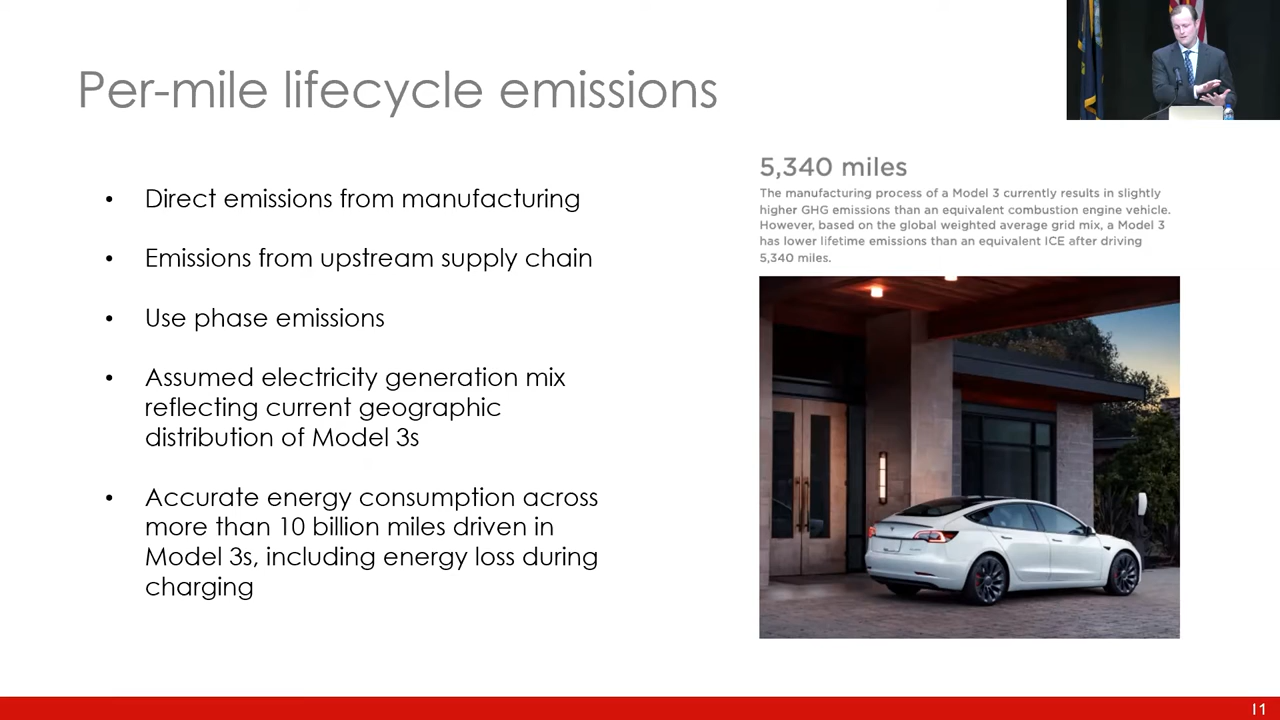 Per-mile lifecycle emissions
• Direct emissions from manufacturing
• Emissions from upstream supply chain
• Use phase emissions
• Assumed electricity generation mix
reflecting current geographic
distribution of Model 3s
• Accurate energy consumption across
more than 10 billion miles driven in
Model 3s, including energy loss during
charging
5,340 miles
The manufacturing process of a Model 3 currently results in slightly
higher GHG emissions than an equivalent combustion engine vehicle.
However, based on the global weighted average grid mix, a Model 3
has lower lifetime emissions than an equivalent ICE after driving
5,340 miles.
11